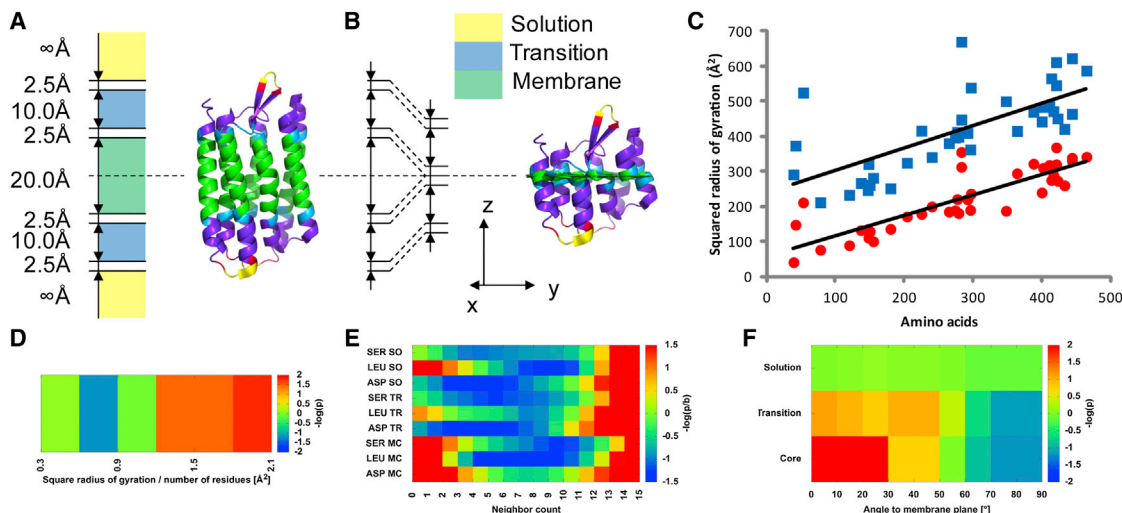 A
∞Å
2.5Å
10.0Å
2.5Å
20.0Å
2.5Å
10.0Å
2.5Å
∞Å
B
Solution
Transition
Membrane
z
x
y
C
Squared radius of gyration (Å²)
700
600
500
400
300
200
100
0
0 100 200 300 400 500
Amino acids
D
2
1.5
1
0.5
0
-0.5
-1
-1.5
-2
-log(p)
0.3 0.9 1.5 2.1
Square radius of gyration / number of residues [Å²]
E
SER SO
LEU SO
ASP SO
SER TR
LEU TR
ASP TR
SER MC
LEU MC
ASP MC
0 1 2 3 4 5 6 7 8 9 10 11 12 13 14 15
Neighbor count
1.5
1
0.5
0
-0.5
-1
-1.5
-log(p/b)
F
Solution
Transition
Core
0 10 20 30 40 50 60 70 80 90
Angle to membrane plane [°]
2
1.5
1
0.5
0
-0.5
-1
-1.5
-2
-log(p)